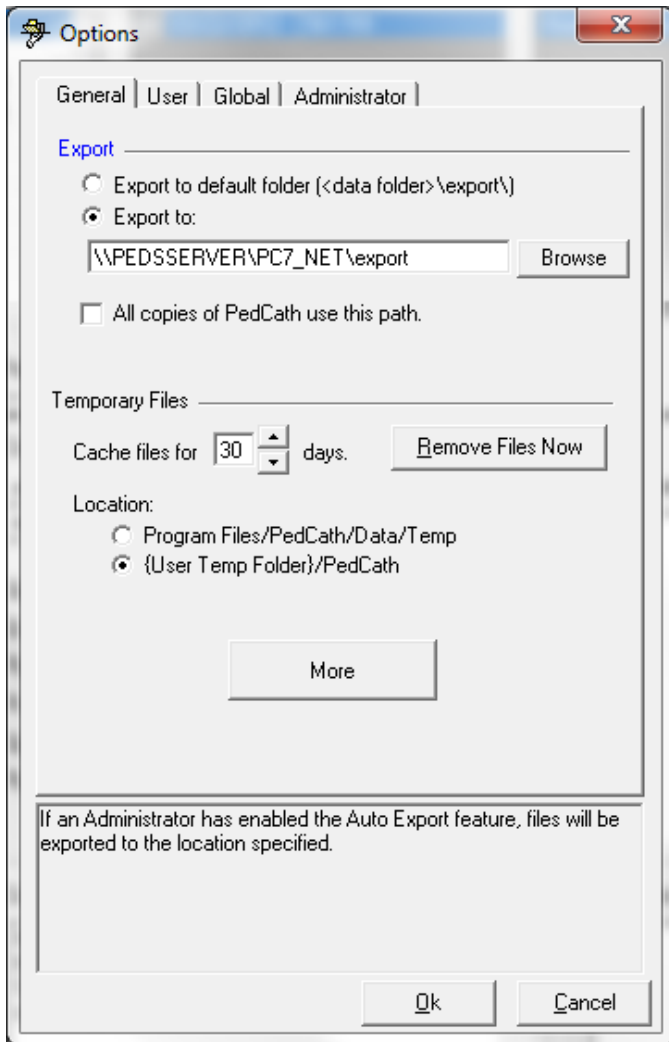 Options
General User Global Administrator
Export
Export to default folder (<data folder>\export\)
Export to:
\\PEDSSERVER\PC7_NET\export Browse
All copies of PedCath use this path.
Temporary Files
Cache files for 30 days. Remove Files Now
Location:
Program Files/PedCath/Data/Temp
{User Temp Folder}/PedCath
More
If an Administrator has enabled the Auto Export feature, files will be
exported to the location specified.
Ok Cancel